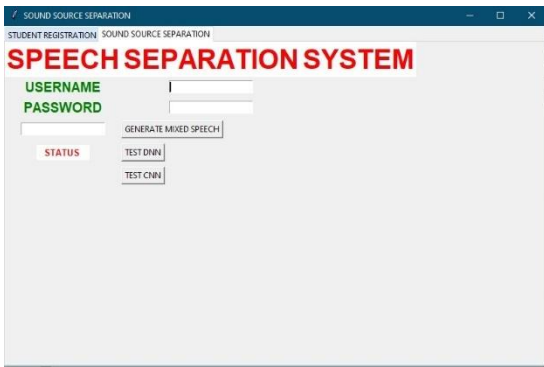 SOUND SOURCE SEPARATION
STUDENT REGISTRATION SOUND SOURCE SEPARATION
SPEECH SEPARATION SYSTEM
USERNAME
PASSWORD
GENERATE MIXED SPEECH
STATUS TEST DNN
TEST CNN